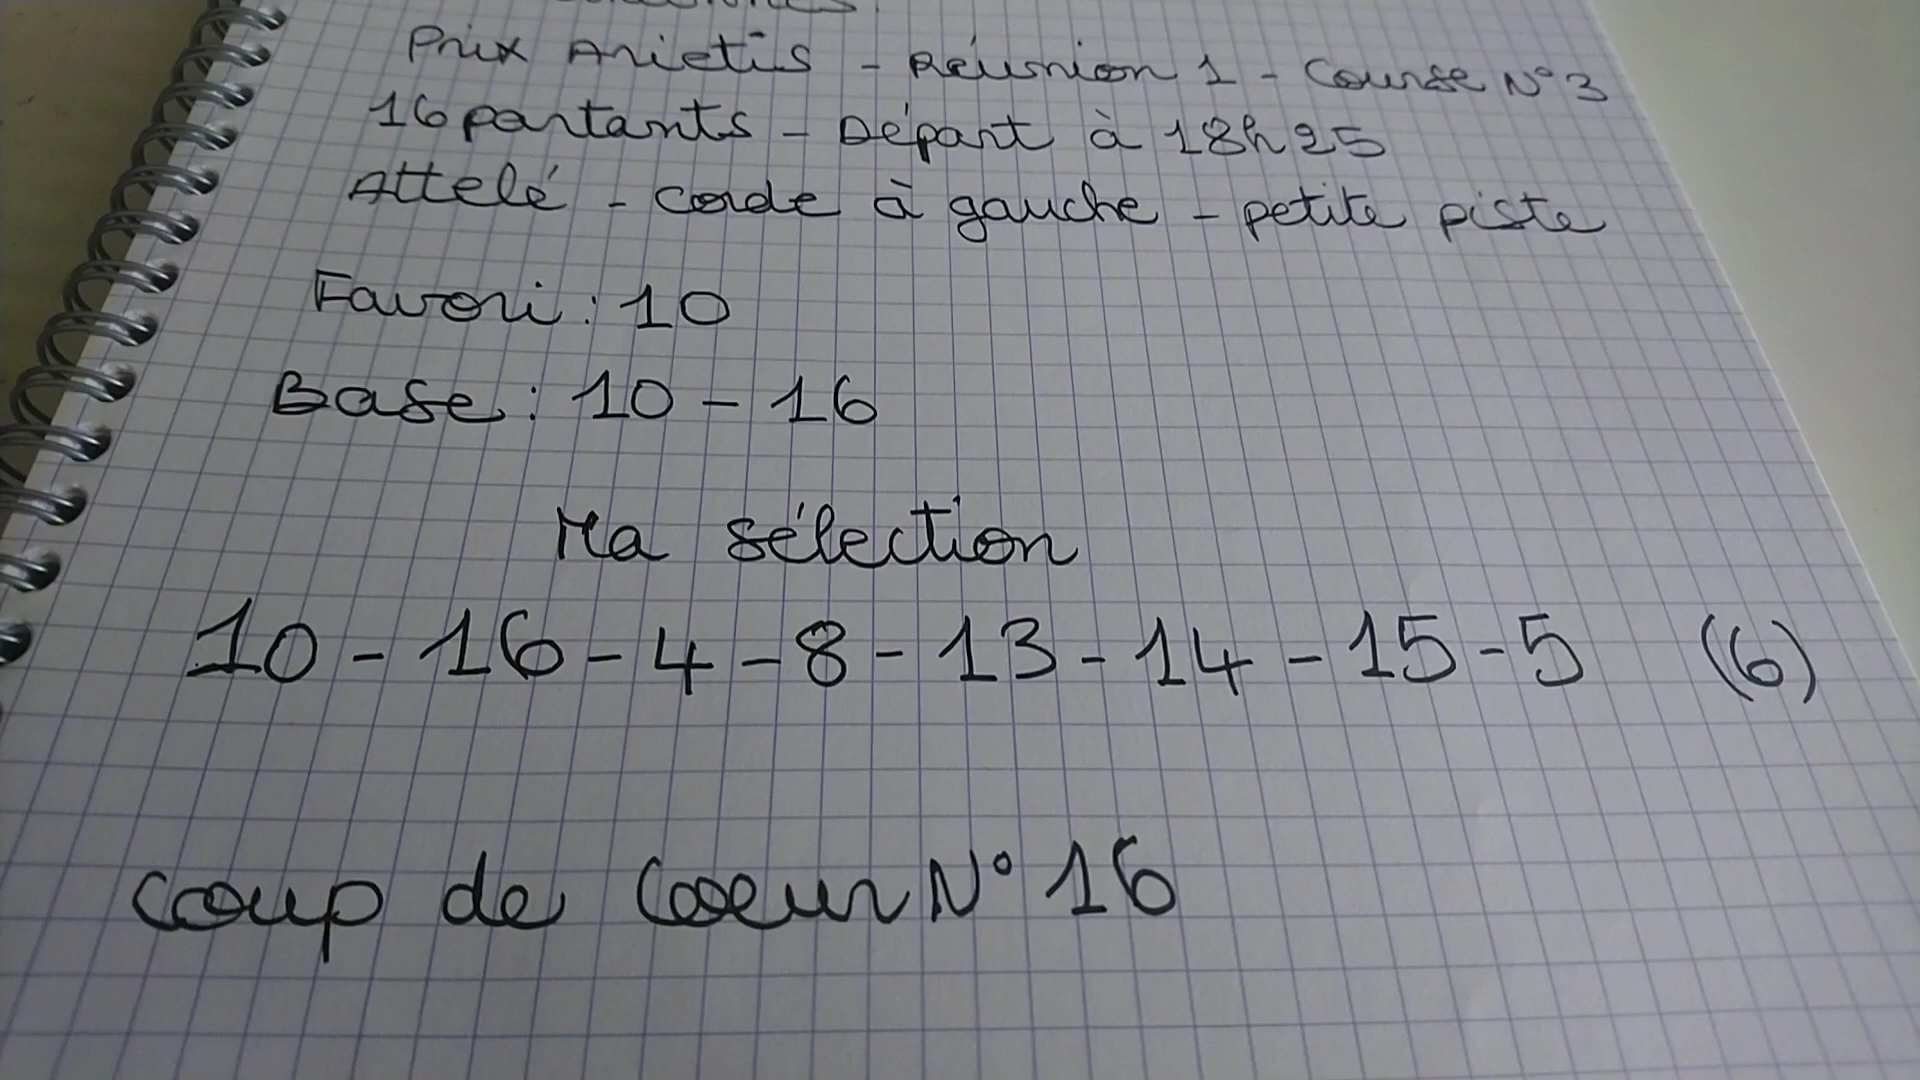 Prix Arietis - Réunion 1 - Course N° 3
16 partants - Départ à 18h25
Attelé - corde à gauche - petite piste
Favori : 10
Base : 10 - 16
Ma sélection
10 - 16 - 4 - 8 - 13 - 14 - 15 - 5 (6)
Coup de Coeur N° 16